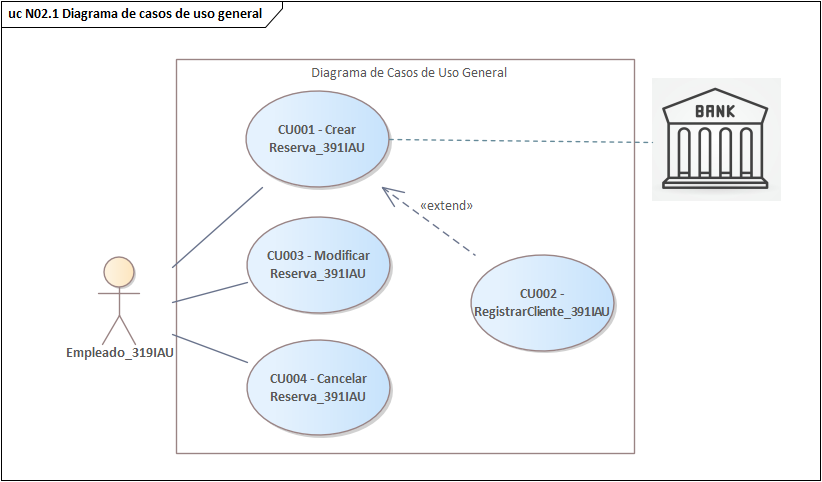 uc N02.1 Diagrama de casos de uso general
Diagrama de Casos de Uso General
CU001 - Crear
Reserva_391IAU
BANK
«extend»
CU003 - Modificar
Reserva_391IAU
CU002 -
RegistrarCliente_391IAU
Empleado_319IAU
CU004 - Cancelar
Reserva_391IAU